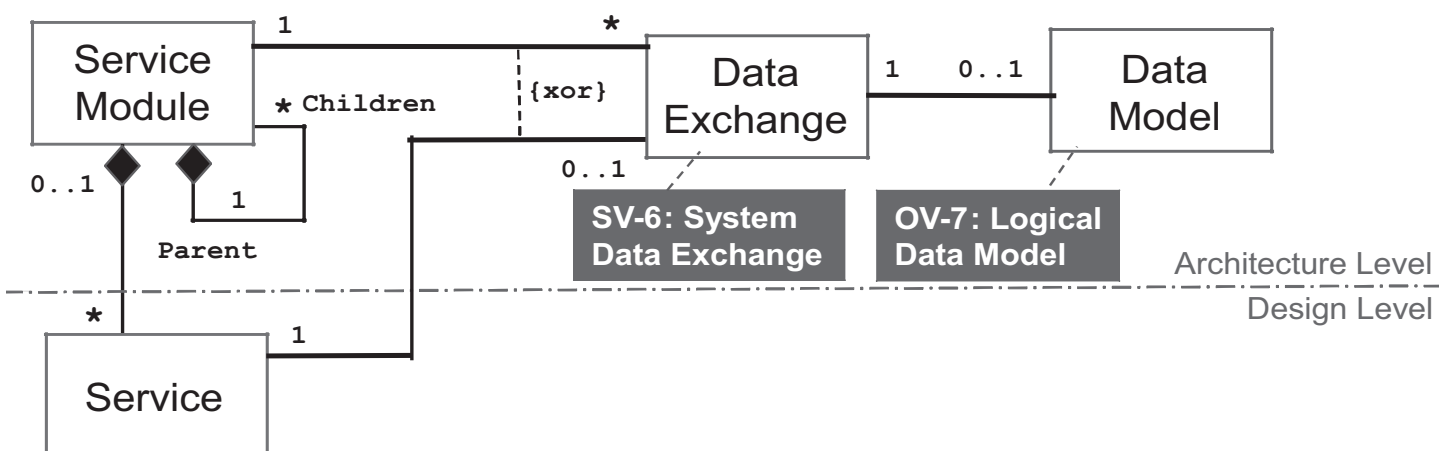 1
*
Service
Module
Data
Exchange
1
0..1
Data
Model
* Children
{xor}
0..1
1
0..1
Parent
SV-6: System
Data Exchange
OV-7: Logical
Data Model
Architecture Level
Design Level
*
1
Service